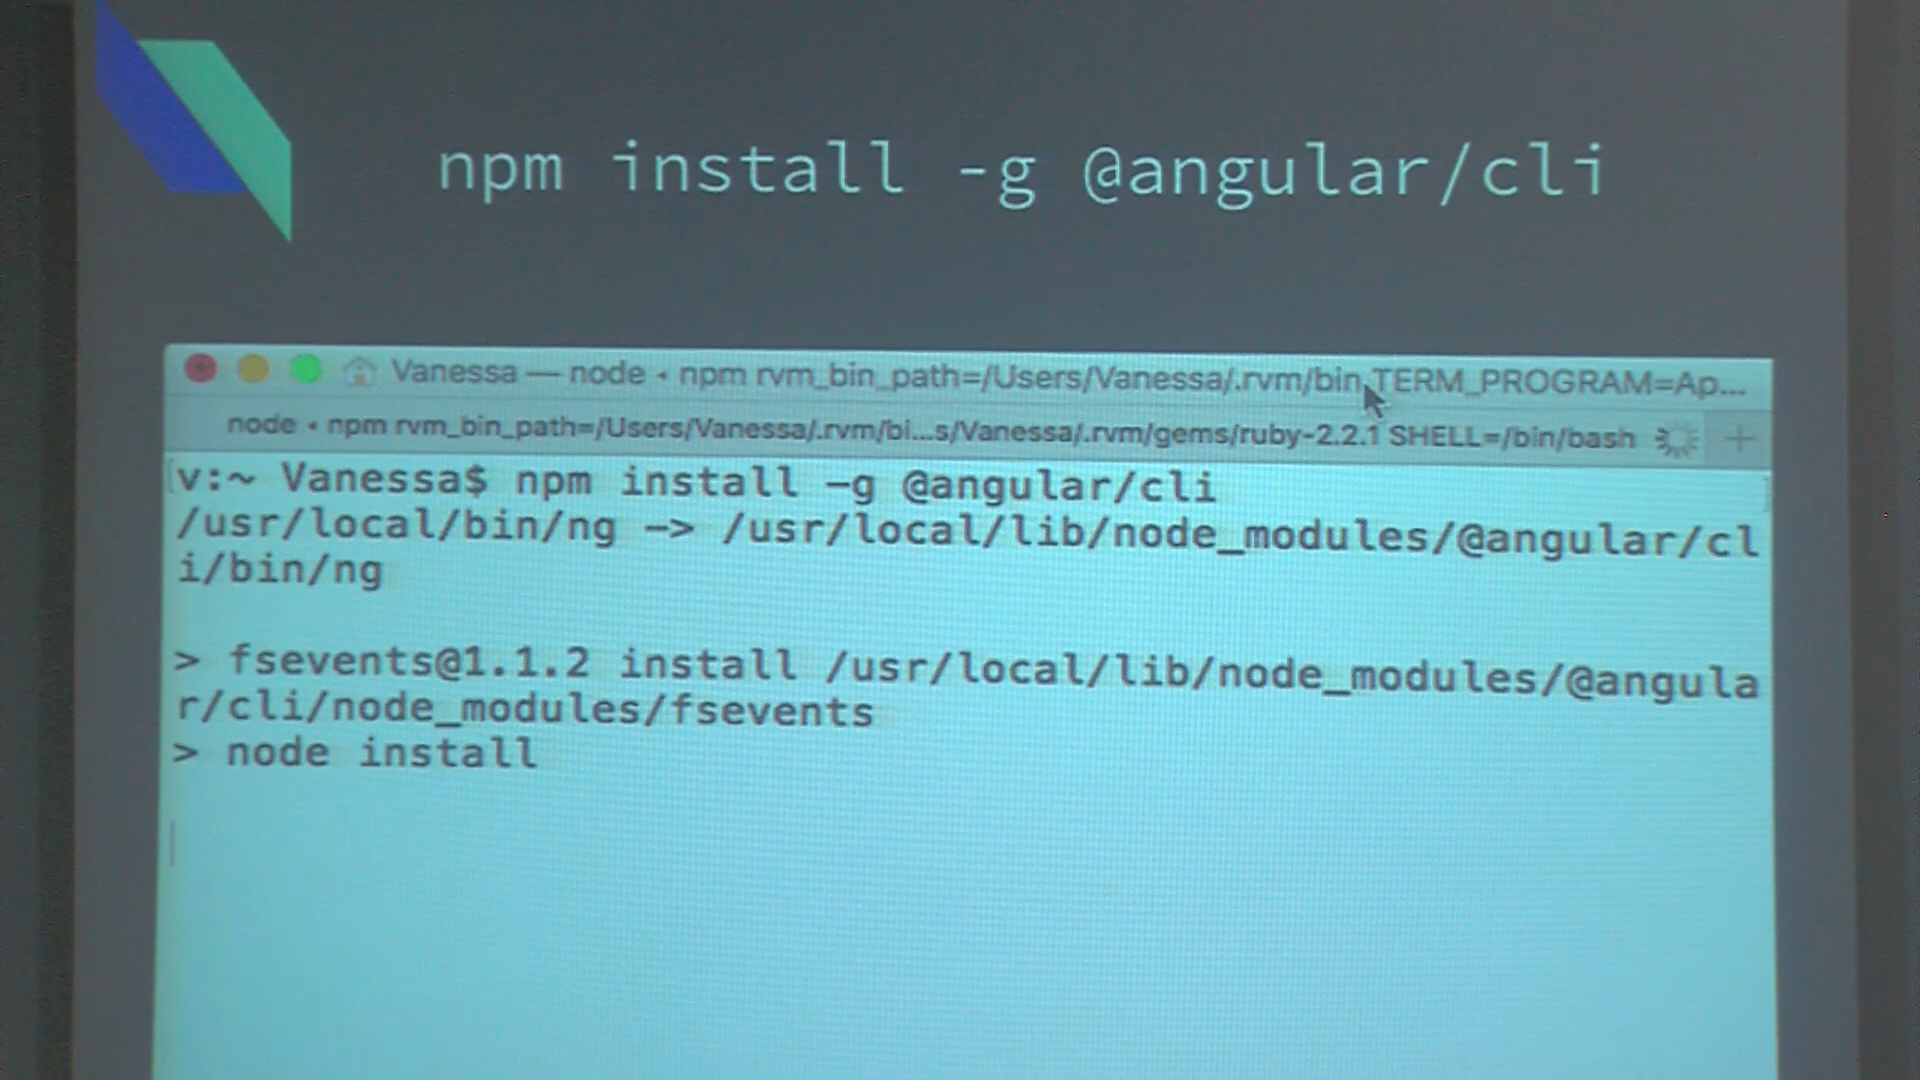 npm install -g @angular/cli
Vanessa — node ◂ npm rvm_bin_path=/Users/Vanessa/.rvm/bin TERM_PROGRAM=Ap...
node ◂ npm rvm_bin_path=/Users/Vanessa/.rvm/bi...s/Vanessa/.rvm/gems/ruby-2.2.1 SHELL=/bin/bash
v:~ Vanessa$ npm install -g @angular/cli
/usr/local/bin/ng -> /usr/local/lib/node_modules/@angular/cl
i/bin/ng
> fsevents@1.1.2 install /usr/local/lib/node_modules/@angula
r/cli/node_modules/fsevents
> node install